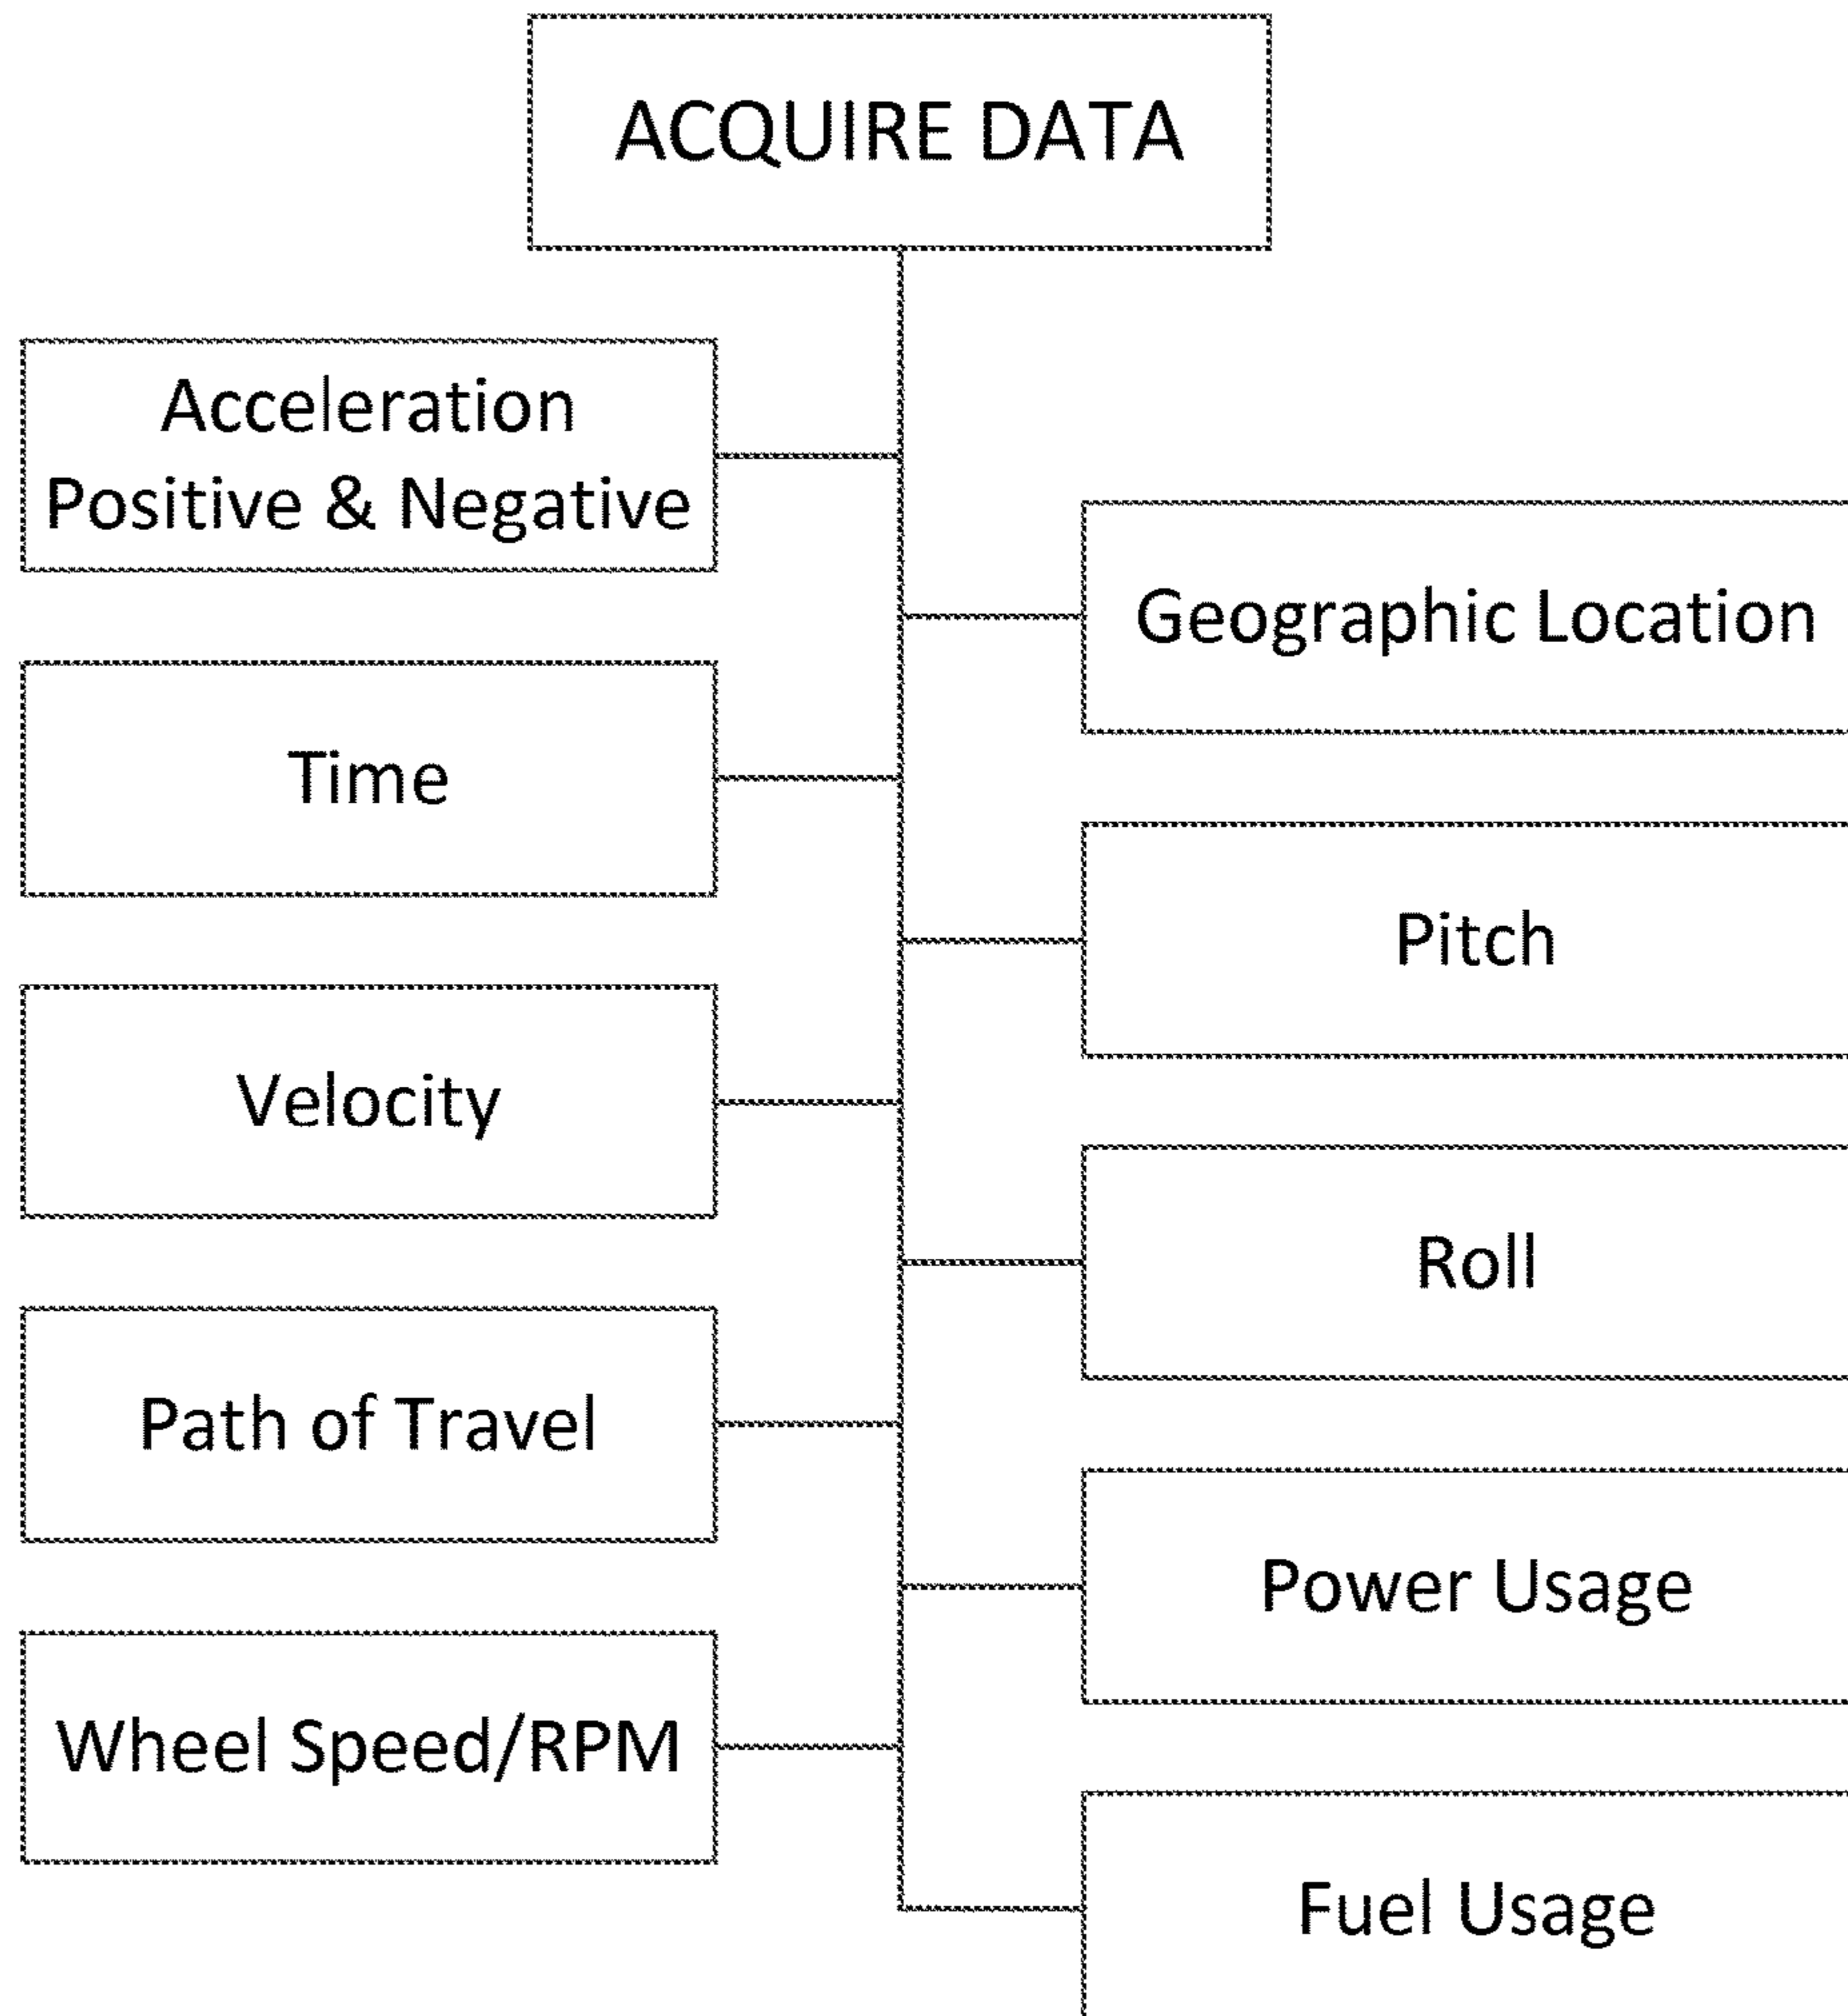 ACQUIRE DATA
Acceleration
Positive & Negative
Geographic Location
Time
Pitch
Velocity
Roll
Path of Travel
Power Usage
Wheel Speed/RPM
Fuel Usage